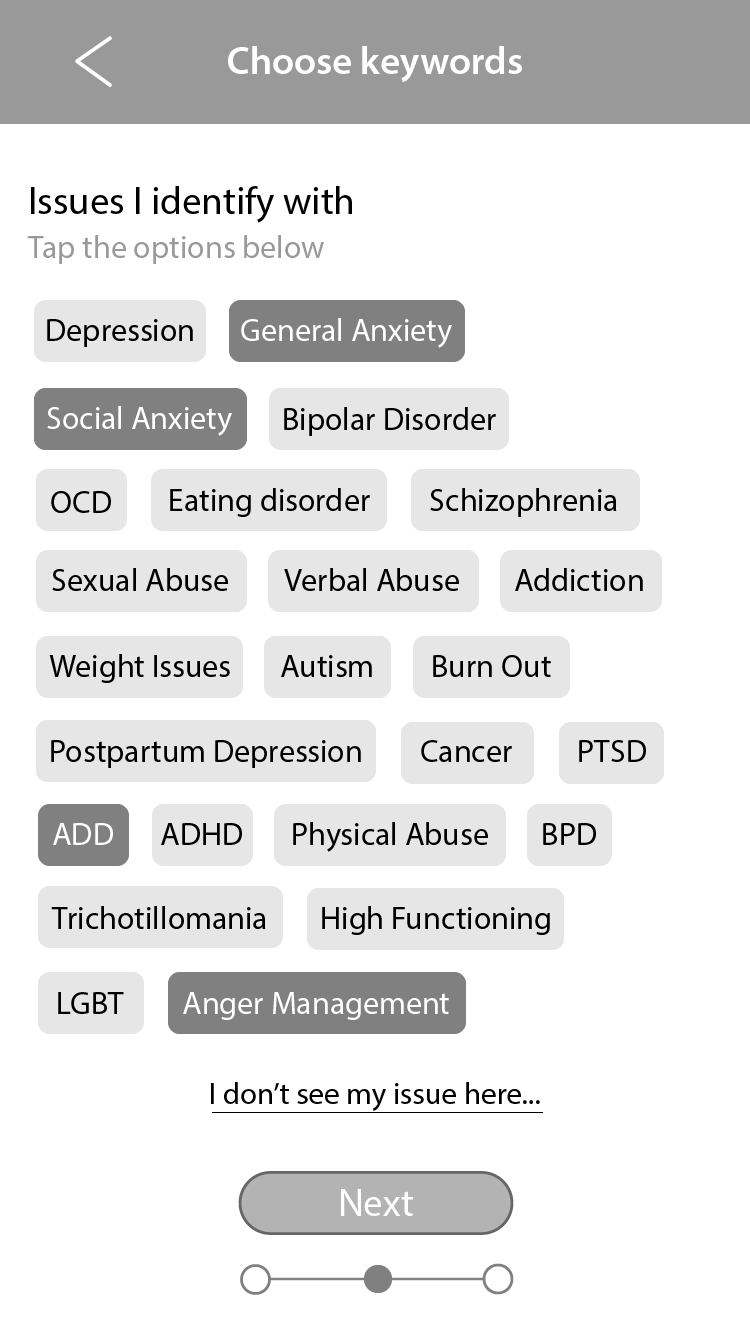 Choose keywords
Issues I identify with
Tap the options below
Depression General Anxiety
Social Anxiety Bipolar Disorder
OCD Eating disorder Schizophrenia
Sexual Abuse Verbal Abuse Addiction
Weight Issues Autism Burn Out
Postpartum Depression Cancer PTSD
ADD ADHD Physical Abuse BPD
Trichotillomania High Functioning
LGBT Anger Management
I don’t see my issue here...
Next